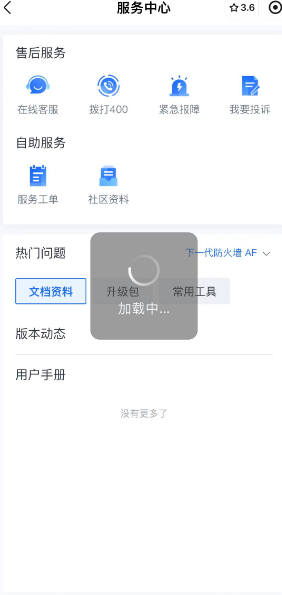 服务中心
3.6
售后服务
在线客服 拨打400 紧急报障 我要投诉
自助服务
服务工单 社区资料
热门问题 下一代防火墙 AF
文档资料 升级包 常用工具
加载中...
版本动态
用户手册
没有更多了